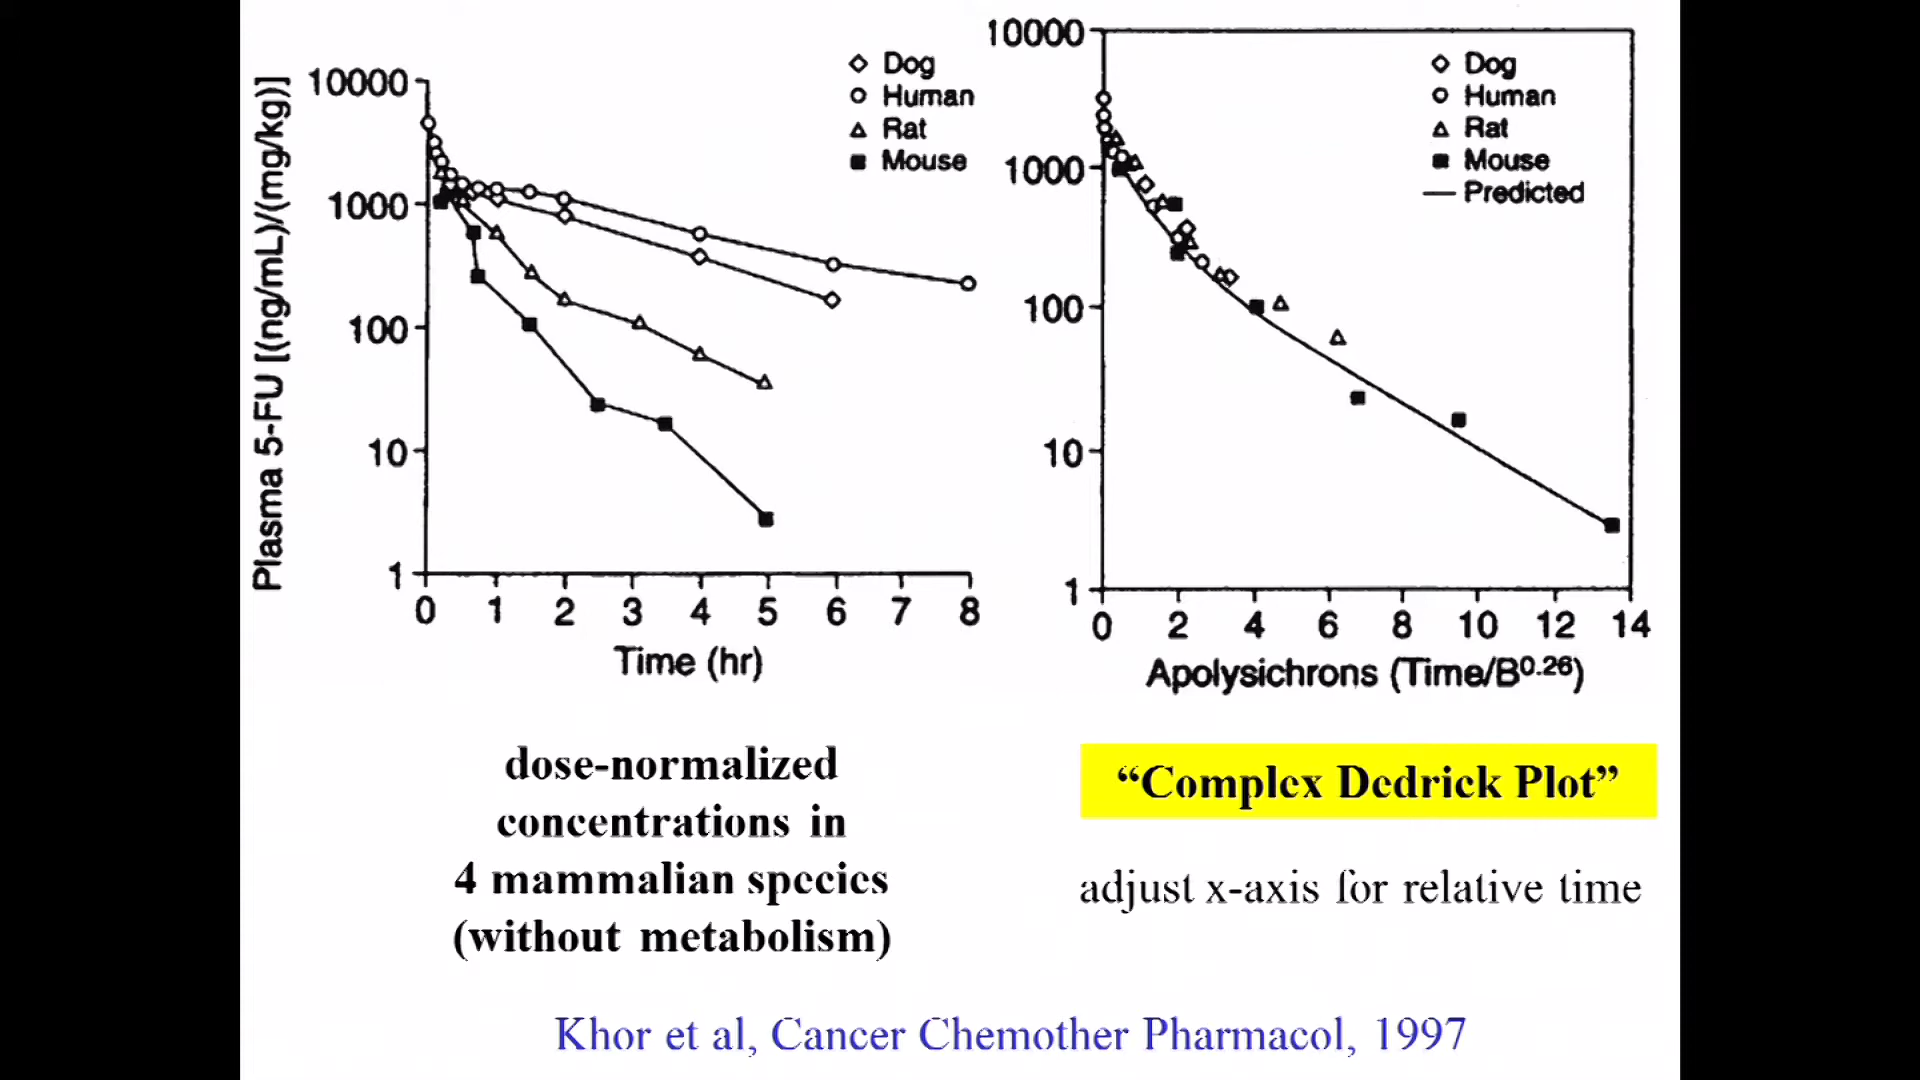 Plasma 5-FU [(ng/mL)/(mg/kg)]
10000
1000
100
10
1
0 1 2 3 4 5 6 7 8
Time (hr)
Dog
Human
Rat
Mouse
10000
1000
100
10
1
0 2 4 6 8 10 12 14
Apolysichrons (Time/B^0.26)
Dog
Human
Rat
Mouse
Predicted
dose-normalized
concentrations in
4 mammalian species
(without metabolism)
“Complex Dedrick Plot”
adjust x-axis for relative time
Khor et al, Cancer Chemother Pharmacol, 1997